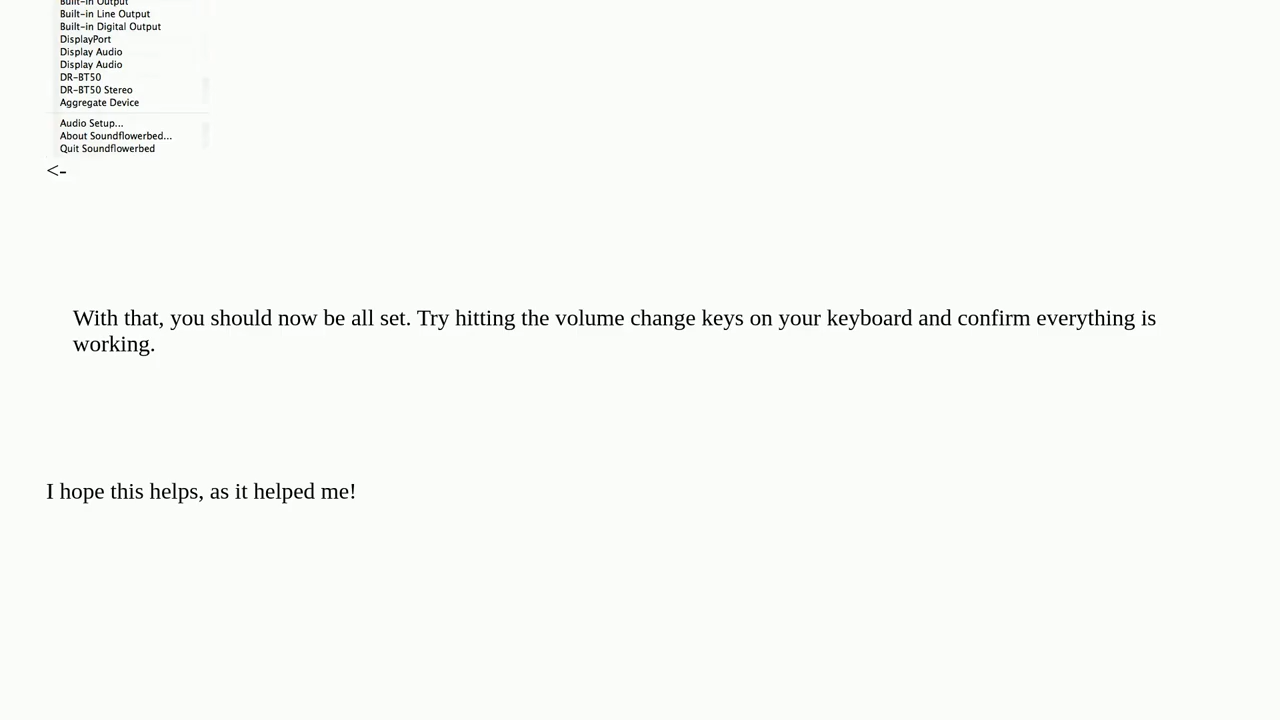 Built-in Output
Built-in Line Output
Built-in Digital Output
DisplayPort
Display Audio
Display Audio
DR-BT50
DR-BT50 Stereo
Aggregate Device
Audio Setup...
About Soundflowerbed...
Quit Soundflowerbed
<-
With that, you should now be all set. Try hitting the volume change keys on your keyboard and confirm everything is
working.
I hope this helps, as it helped me!